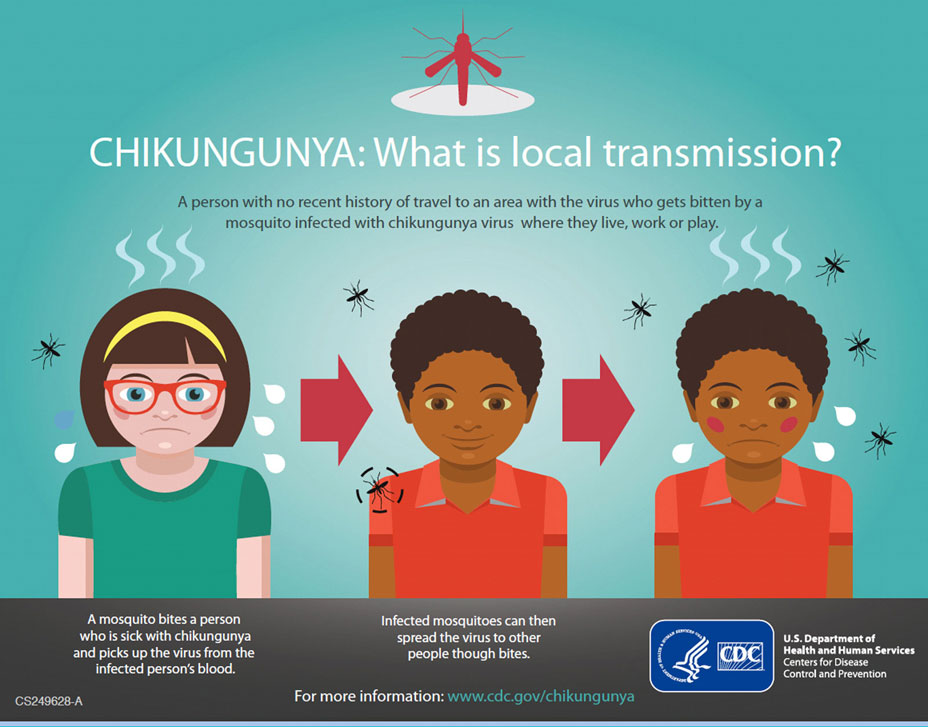 CHIKUNGUNYA: What is local transmission?
A person with no recent history of travel to an area with the virus who gets bitten by a
mosquito infected with chikungunya virus where they live, work or play.
A mosquito bites a person
who is sick with chikungunya
and picks up the virus from the
infected person's blood.
Infected mosquitoes can then
spread the virus to other
people though bites.
CDC
U.S. Department of
Health and Human Services
Centers for Disease
Control and Prevention
CS249628-A
For more information: www.cdc.gov/chikungunya